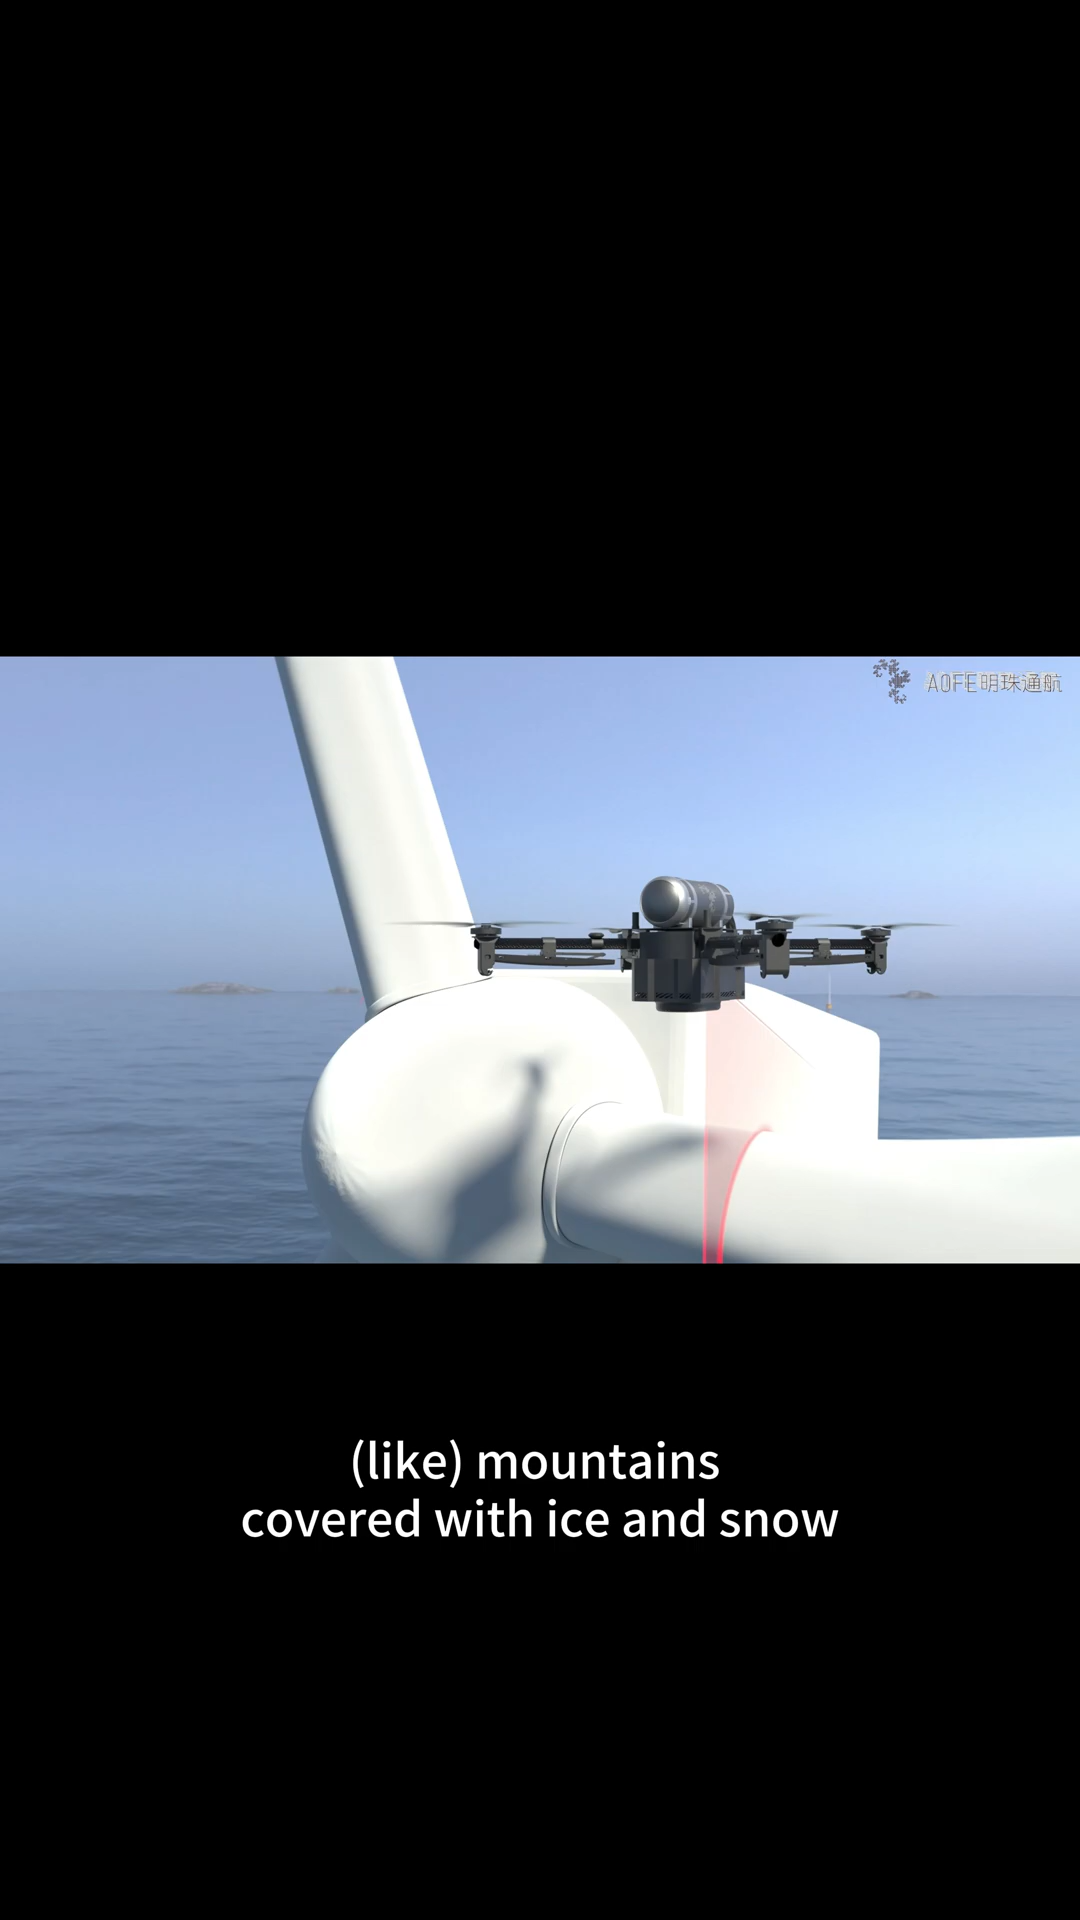 AOFE明珠通航
(like) mountains
covered with ice and snow